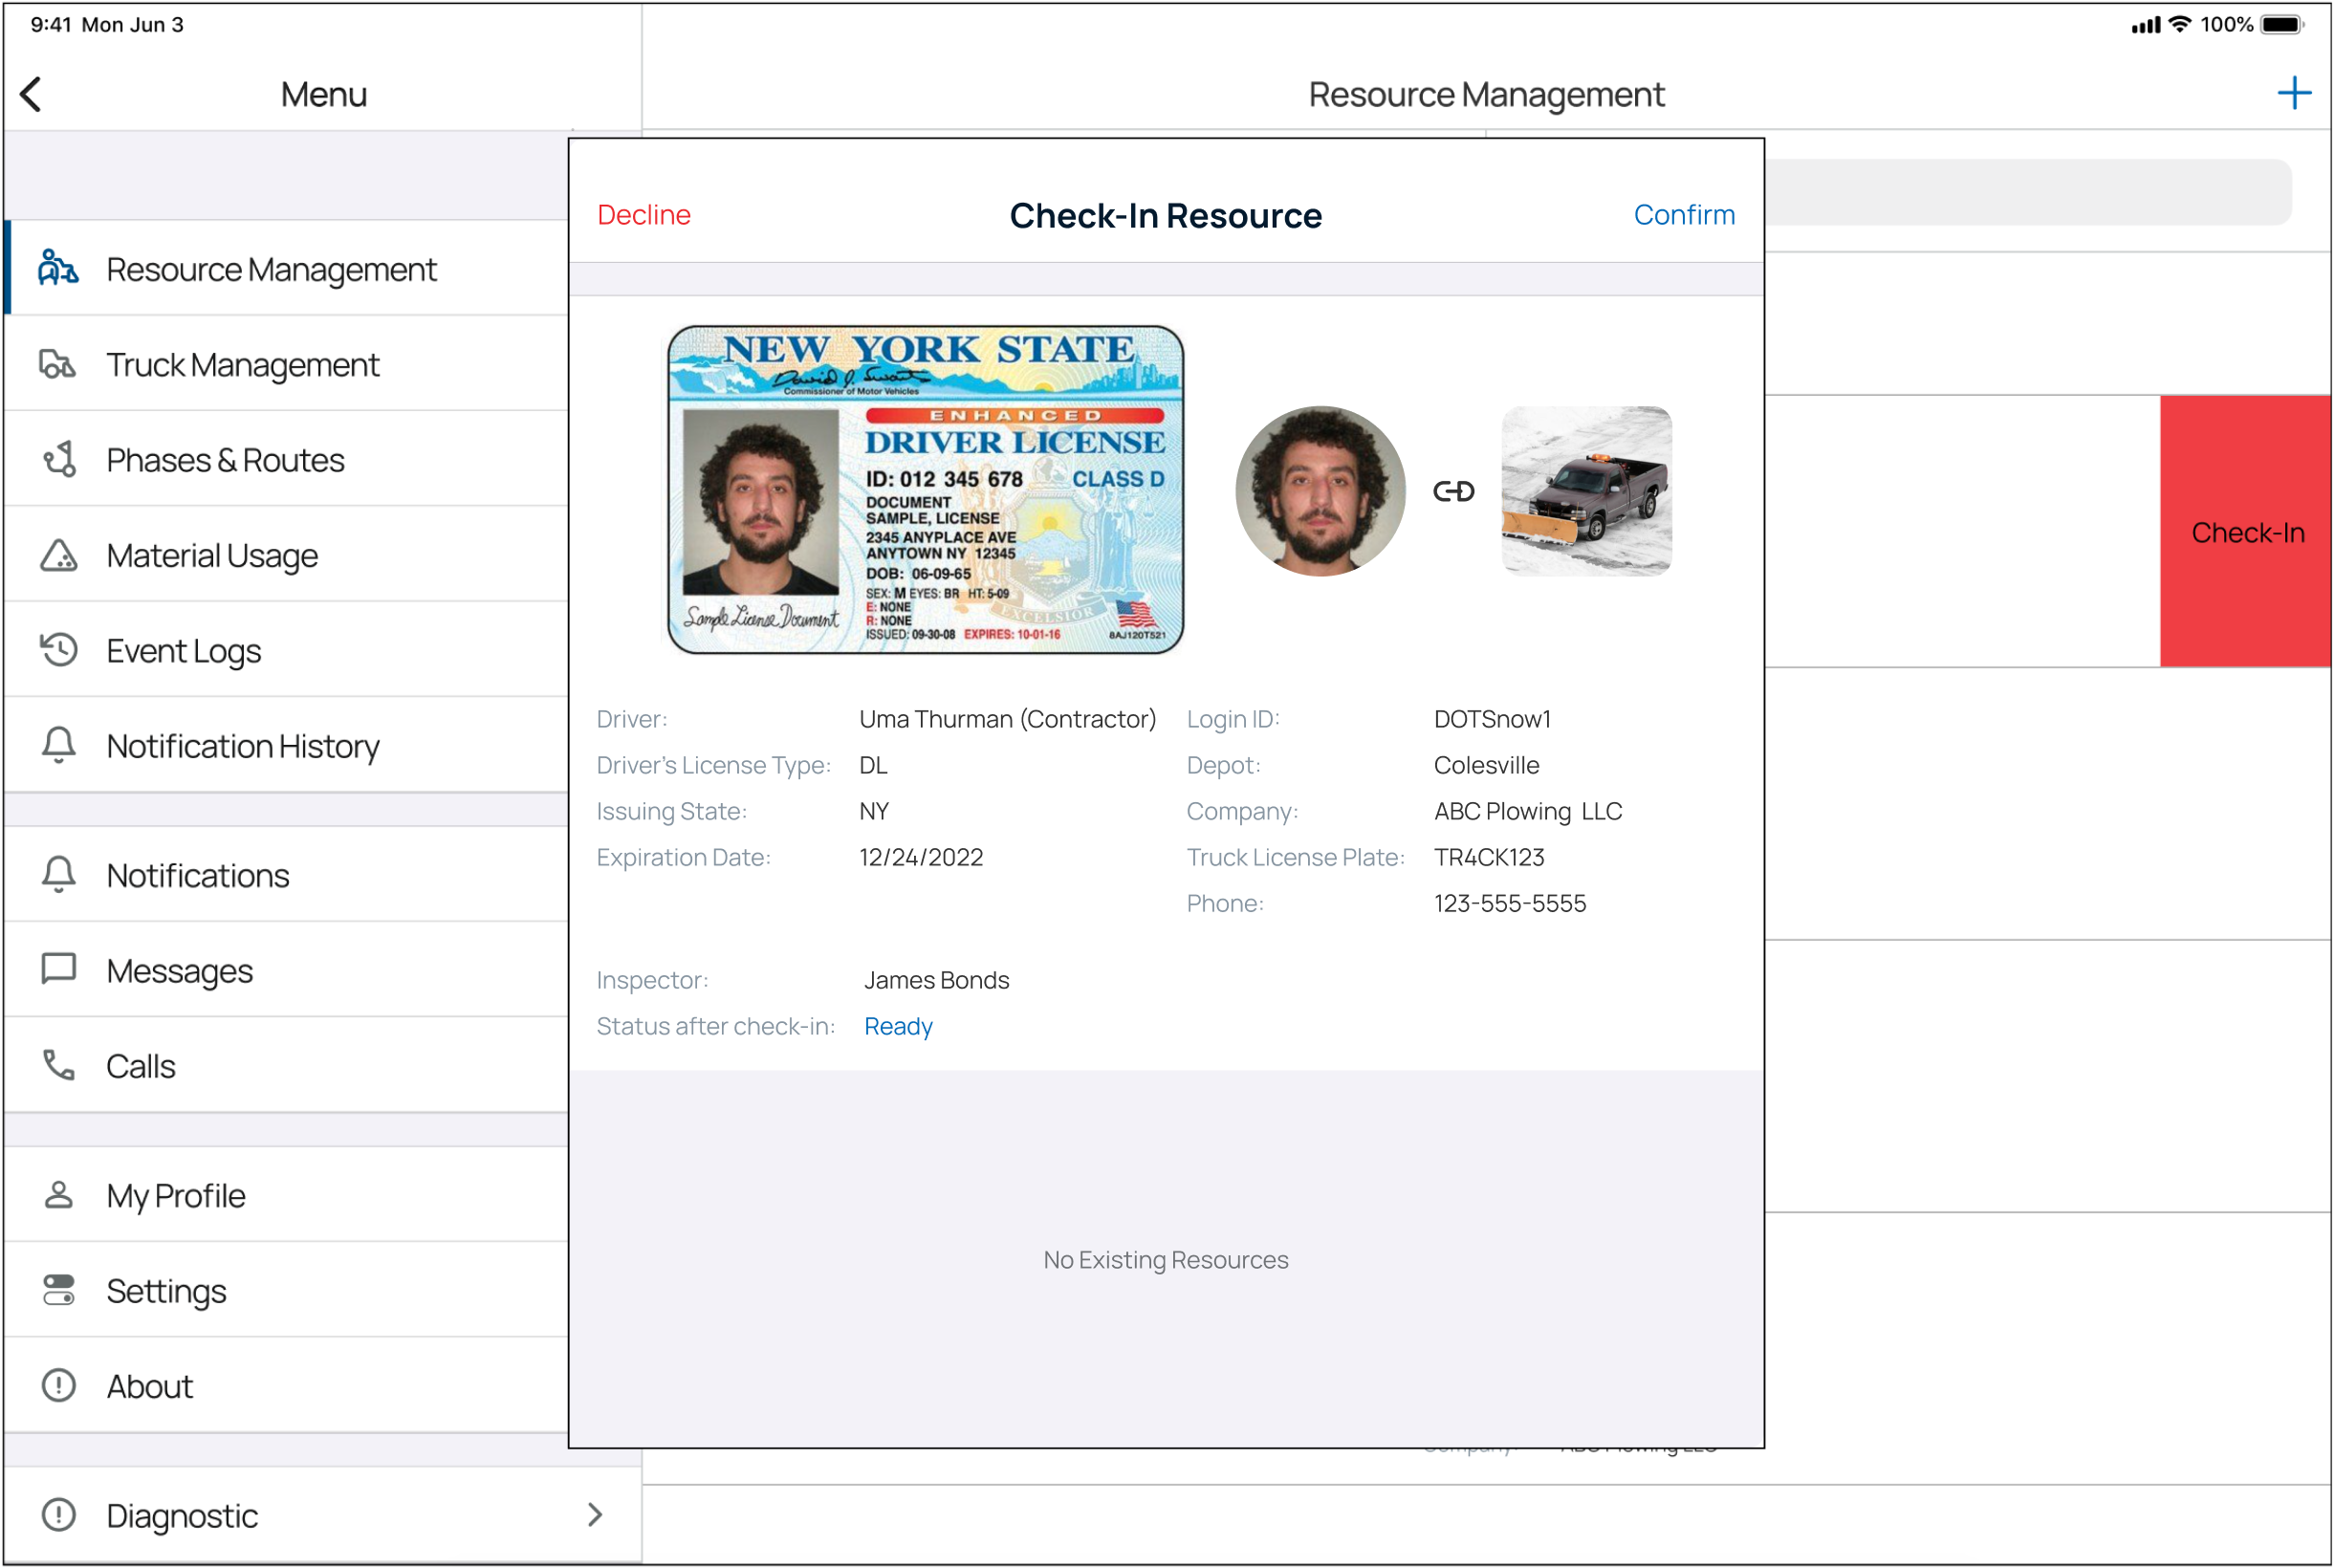 9:41 Mon Jun 3
100%
Menu
Resource Management
Decline
Check-In Resource
Confirm
Resource Management
Truck Management
Phases & Routes
Material Usage
Event Logs
Notification History
Notifications
Messages
Calls
My Profile
Settings
About
Diagnostic
NEW YORK STATE
David J. Swarts
Commissioner of Motor Vehicles
ENHANCED
DRIVER LICENSE
ID: 012 345 678 CLASS D
DOCUMENT
SAMPLE, LICENSE
2345 ANYPLACE AVE
ANYTOWN NY 12345
DOB: 06-09-65
SEX: M EYES: BR HT: 5-09
E: NONE
R: NONE
ISSUED: 09-30-08 EXPIRES: 10-01-16
8AJ120T521
EXCELSIOR
Sample License Document
Check-In
Driver: Uma Thurman (Contractor)
Driver's License Type: DL
Issuing State: NY
Expiration Date: 12/24/2022
Login ID: DOTSnow1
Depot: Colesville
Company: ABC Plowing LLC
Truck License Plate: TR4CK123
Phone: 123-555-5555
Inspector: James Bonds
Status after check-in: Ready
No Existing Resources
Company: ABC Plowing LLC